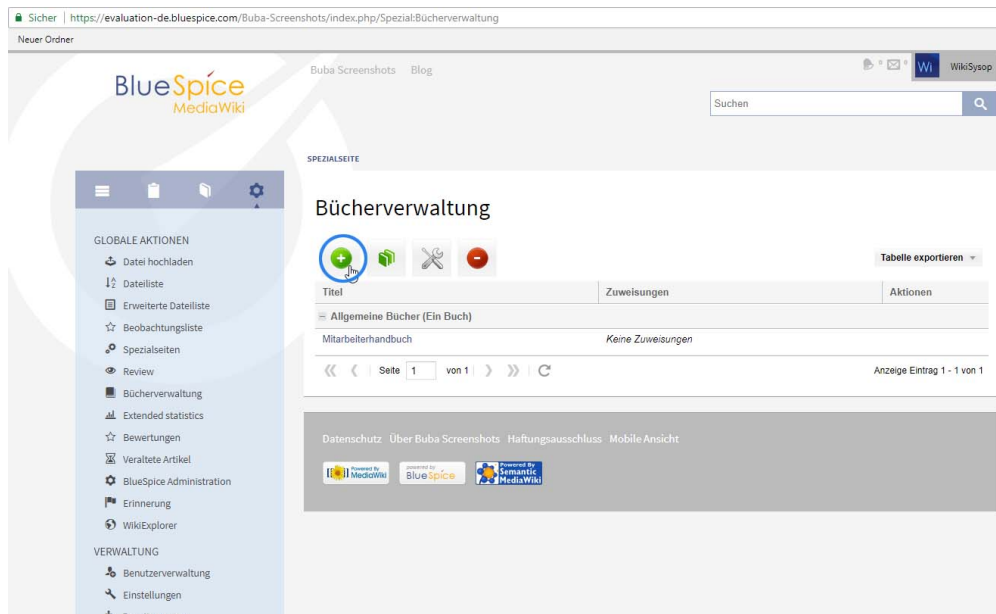 Sicher | https://evaluation-de.bluespice.com/Buba-Screenshots/index.php/Spezial:Bücherverwaltung
Neuer Ordner
BlueSpice
MediaWiki
Buba Screenshots Blog
Wi WikiSysop
Suchen
SPEZIALSEITE
Bücherverwaltung
Tabelle exportieren
Titel Zuweisungen Aktionen
Allgemeine Bücher (Ein Buch)
Mitarbeiterhandbuch Keine Zuweisungen
Seite 1 von 1 Anzeige Eintrag 1 - 1 von 1
GLOBALE AKTIONEN
Datei hochladen
Dateiliste
Erweiterte Dateiliste
Beobachtungsliste
Spezialseiten
Review
Bücherverwaltung
Extended statistics
Bewertungen
Veraltete Artikel
BlueSpice Administration
Erinnerung
WikiExplorer
VERWALTUNG
Benutzerverwaltung
Einstellungen
Datenschutz Über Buba Screenshots Haftungsausschluss Mobile Ansicht
Powered By
MediaWiki
powered by
BlueSpice
Powered By
Semantic
MediaWiki